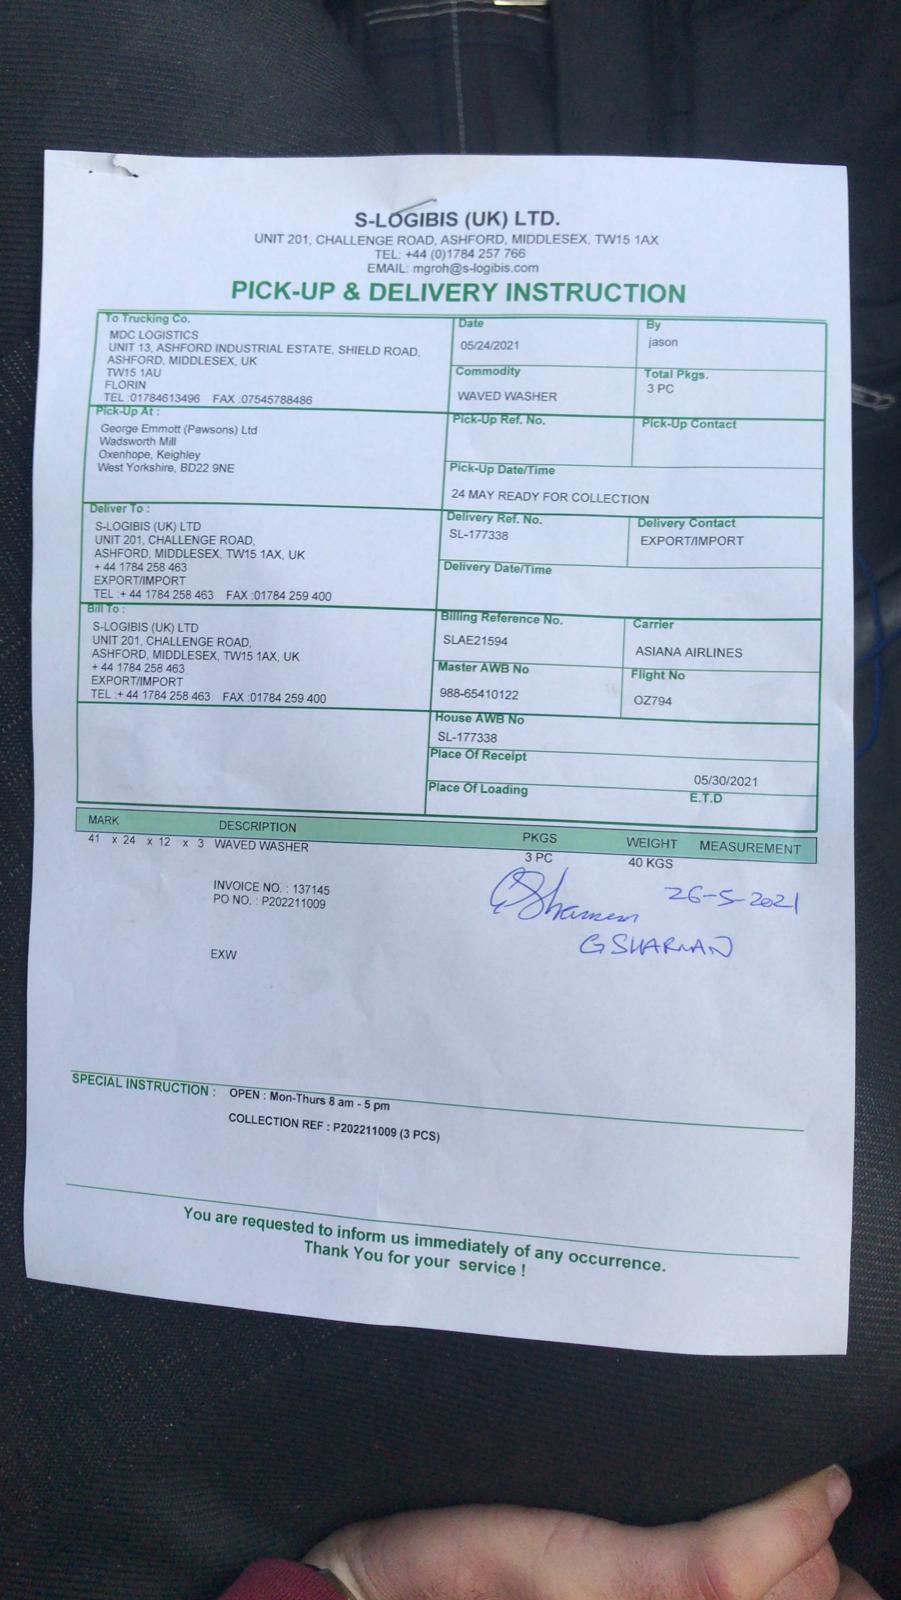 S-LOGIBIS (UK) LTD.
UNIT 201, CHALLENGE ROAD, ASHFORD, MIDDLESEX, TW15 1AX
TEL: +44 (0)1784 257 766
EMAIL: mgroh@s-logibis.com
PICK-UP & DELIVERY INSTRUCTION
To Trucking Co.
MDC LOGISTICS
UNIT 13, ASHFORD INDUSTRIAL ESTATE, SHIELD ROAD,
ASHFORD, MIDDLESEX, UK
TW15 1AU
FLORIN
TEL :01784613496 FAX :07545788486
Date
05/24/2021
By
jason
Commodity
WAVED WASHER
Total Pkgs.
3 PC
Pick-Up At :
George Emmott (Pawsons) Ltd
Wadsworth Mill
Oxenhope, Keighley
West Yorkshire, BD22 9NE
Pick-Up Ref. No.
Pick-Up Contact
Pick-Up Date/Time
24 MAY READY FOR COLLECTION
Deliver To :
S-LOGIBIS (UK) LTD
UNIT 201, CHALLENGE ROAD,
ASHFORD, MIDDLESEX, TW15 1AX, UK
+ 44 1784 258 463
EXPORT/IMPORT
TEL :+ 44 1784 258 463 FAX :01784 259 400
Delivery Ref. No.
SL-177338
Delivery Contact
EXPORT/IMPORT
Delivery Date/Time
Bill To :
S-LOGIBIS (UK) LTD
UNIT 201, CHALLENGE ROAD,
ASHFORD, MIDDLESEX, TW15 1AX, UK
+ 44 1784 258 463
EXPORT/IMPORT
TEL :+ 44 1784 258 463 FAX :01784 259 400
Billing Reference No.
SLAE21594
Carrier
ASIANA AIRLINES
Master AWB No
988-65410122
Flight No
OZ794
House AWB No
SL-177338
Place Of Receipt
05/30/2021
Place Of Loading
E.T.D
MARK DESCRIPTION PKGS WEIGHT MEASUREMENT
41 x 24 x 12 x 3 WAVED WASHER 3 PC 40 KGS
INVOICE NO. : 137145
PO NO. : P202211009
26-5-2021
G SHARMAN
EXW
SPECIAL INSTRUCTION : OPEN : Mon-Thurs 8 am - 5 pm
COLLECTION REF : P202211009 (3 PCS)
You are requested to inform us immediately of any occurrence.
Thank You for your service !